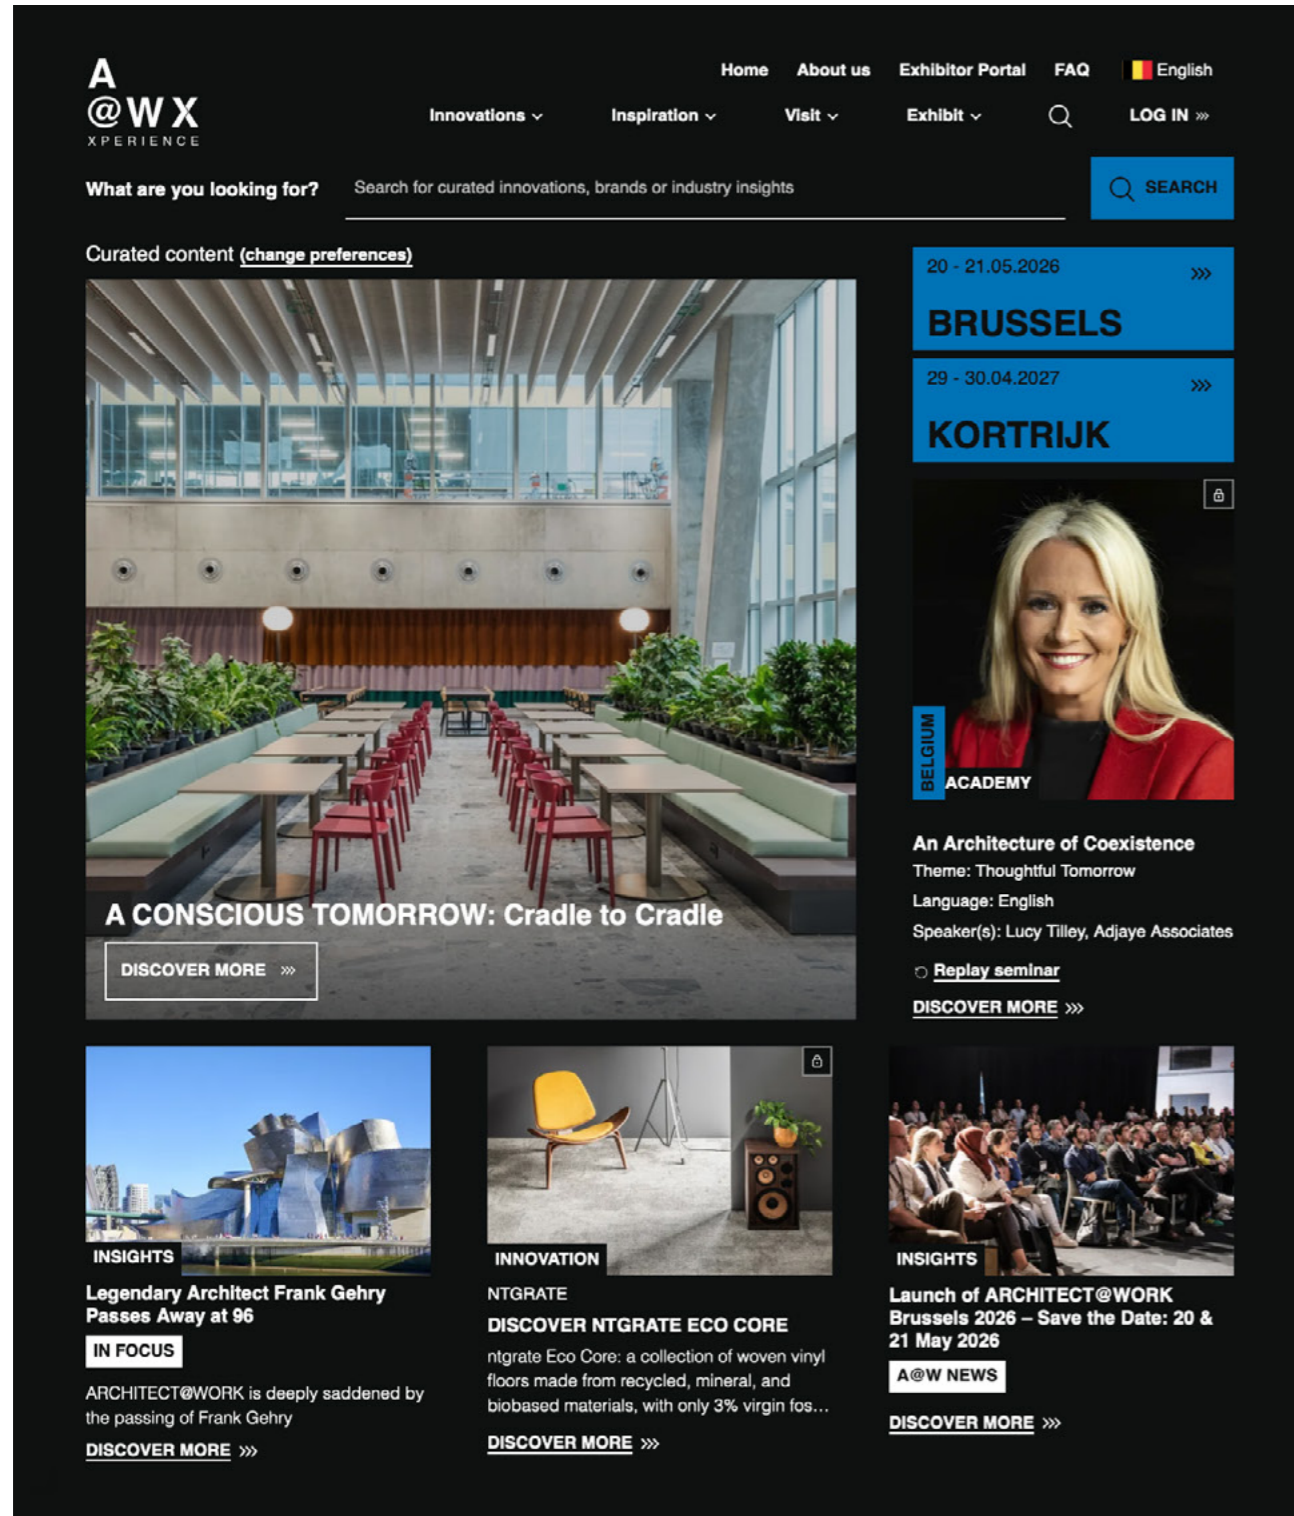 A
@WX
XPERIENCE
Home About us Exhibitor Portal FAQ English
Innovations Inspiration Visit Exhibit LOG IN »»
What are you looking for? Search for curated innovations, brands or industry insights SEARCH
Curated content (change preferences)
20 - 21.05.2026
BRUSSELS
29 - 30.04.2027
KORTRIJK
A CONSCIOUS TOMORROW: Cradle to Cradle
DISCOVER MORE
BELGIUM
ACADEMY
An Architecture of Coexistence
Theme: Thoughtful Tomorrow
Language: English
Speaker(s): Lucy Tilley, Adjaye Associates
Replay seminar
DISCOVER MORE
INSIGHTS
Legendary Architect Frank Gehry
Passes Away at 96
IN FOCUS
ARCHITECT@WORK is deeply saddened by
the passing of Frank Gehry
DISCOVER MORE
INNOVATION
NTGRATE
DISCOVER NTGRATE ECO CORE
ntgrate Eco Core: a collection of woven vinyl
floors made from recycled, mineral, and
biobased materials, with only 3% virgin fos...
DISCOVER MORE
INSIGHTS
Launch of ARCHITECT@WORK
Brussels 2026 – Save the Date: 20 &
21 May 2026
A@W NEWS
DISCOVER MORE